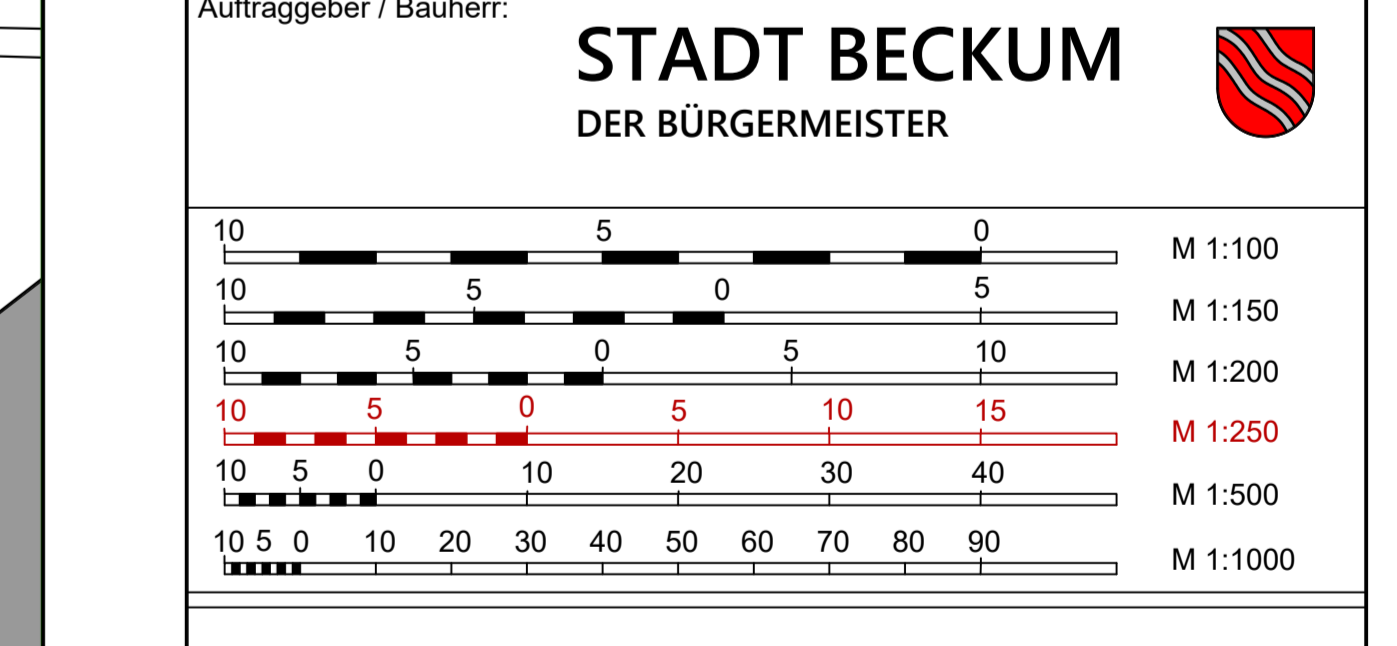 Auftraggeber / Bauherr:
STADT BECKUM
DER BÜRGERMEISTER
10 5 0 M 1:100
10 5 0 5 M 1:150
10 5 0 5 10 M 1:200
10 5 0 5 10 15 M 1:250
10 5 0 10 20 30 40 M 1:500
10 5 0 10 20 30 40 50 60 70 80 90 M 1:1000